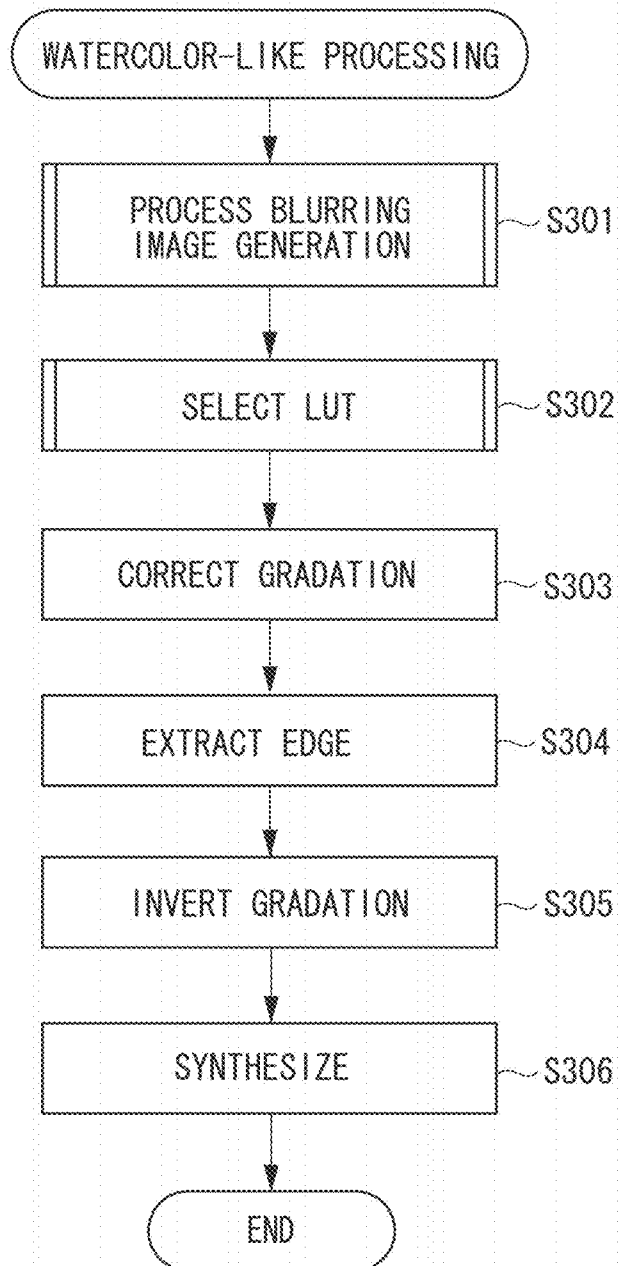 WATERCOLOR-LIKE PROCESSING
PROCESS BLURRING
IMAGE GENERATION
S301
SELECT LUT
S302
CORRECT GRADATION
S303
EXTRACT EDGE
S304
INVERT GRADATION
S305
SYNTHESIZE
S306
END